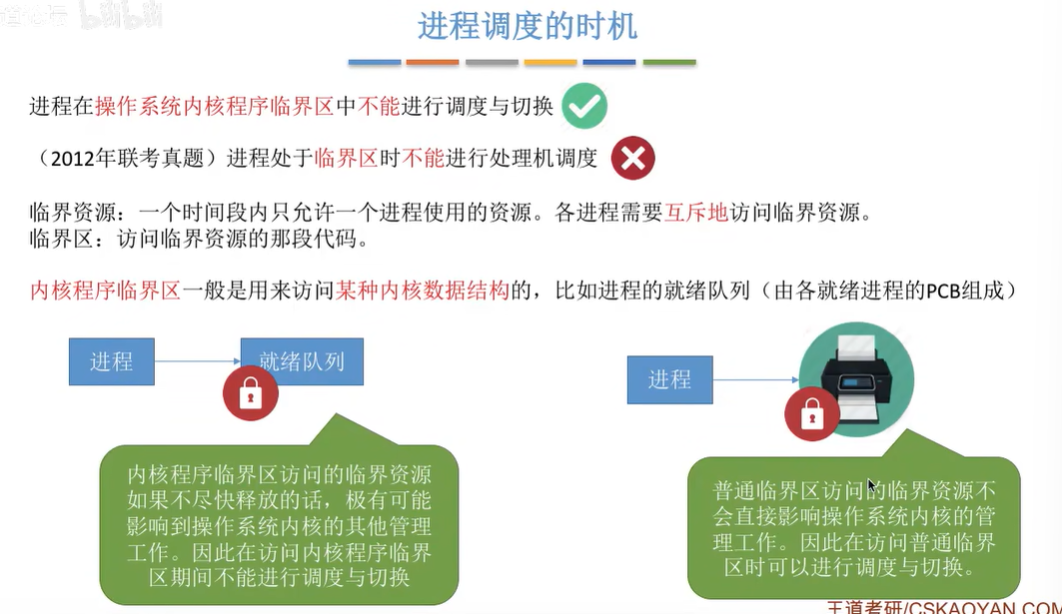 bilibili
进程调度的时机
进程在操作系统内核程序临界区中不能进行调度与切换
（2012年联考真题）进程处于临界区时不能进行处理机调度
临界资源：一个时间段内只允许一个进程使用的资源。各进程需要互斥地访问临界资源。
临界区：访问临界资源的那段代码。
内核程序临界区一般是用来访问某种内核数据结构的，比如进程的就绪队列（由各就绪进程的PCB组成）
进程
就绪队列
进程
内核程序临界区访问的临界资源
如果不尽快释放的话，极有可能
影响到操作系统内核的其他管理
工作。因此在访问内核程序临界
区期间不能进行调度与切换
普通临界区访问的临界资源不
会直接影响操作系统内核的管
理工作。因此在访问普通临界
区时可以进行调度与切换。
王道考研/CSKAOYAN.COM